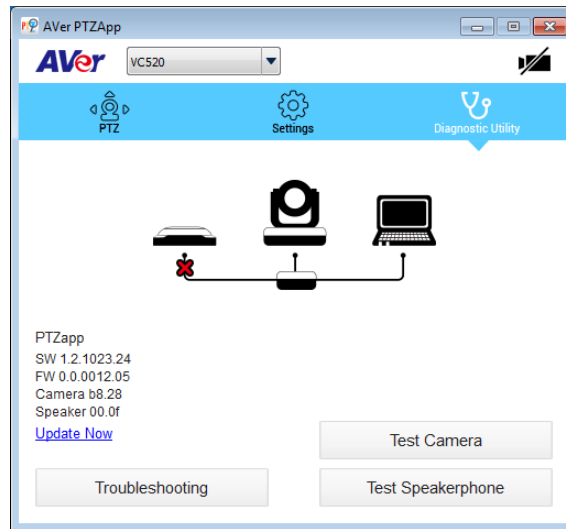 AVer PTZApp
AVer
VC520
PTZ
Settings
Diagnostic Utility
PTZapp
SW 1.2.1023.24
FW 0.0.0012.05
Camera b8.28
Speaker 00.0f
Update Now
Test Camera
Troubleshooting
Test Speakerphone